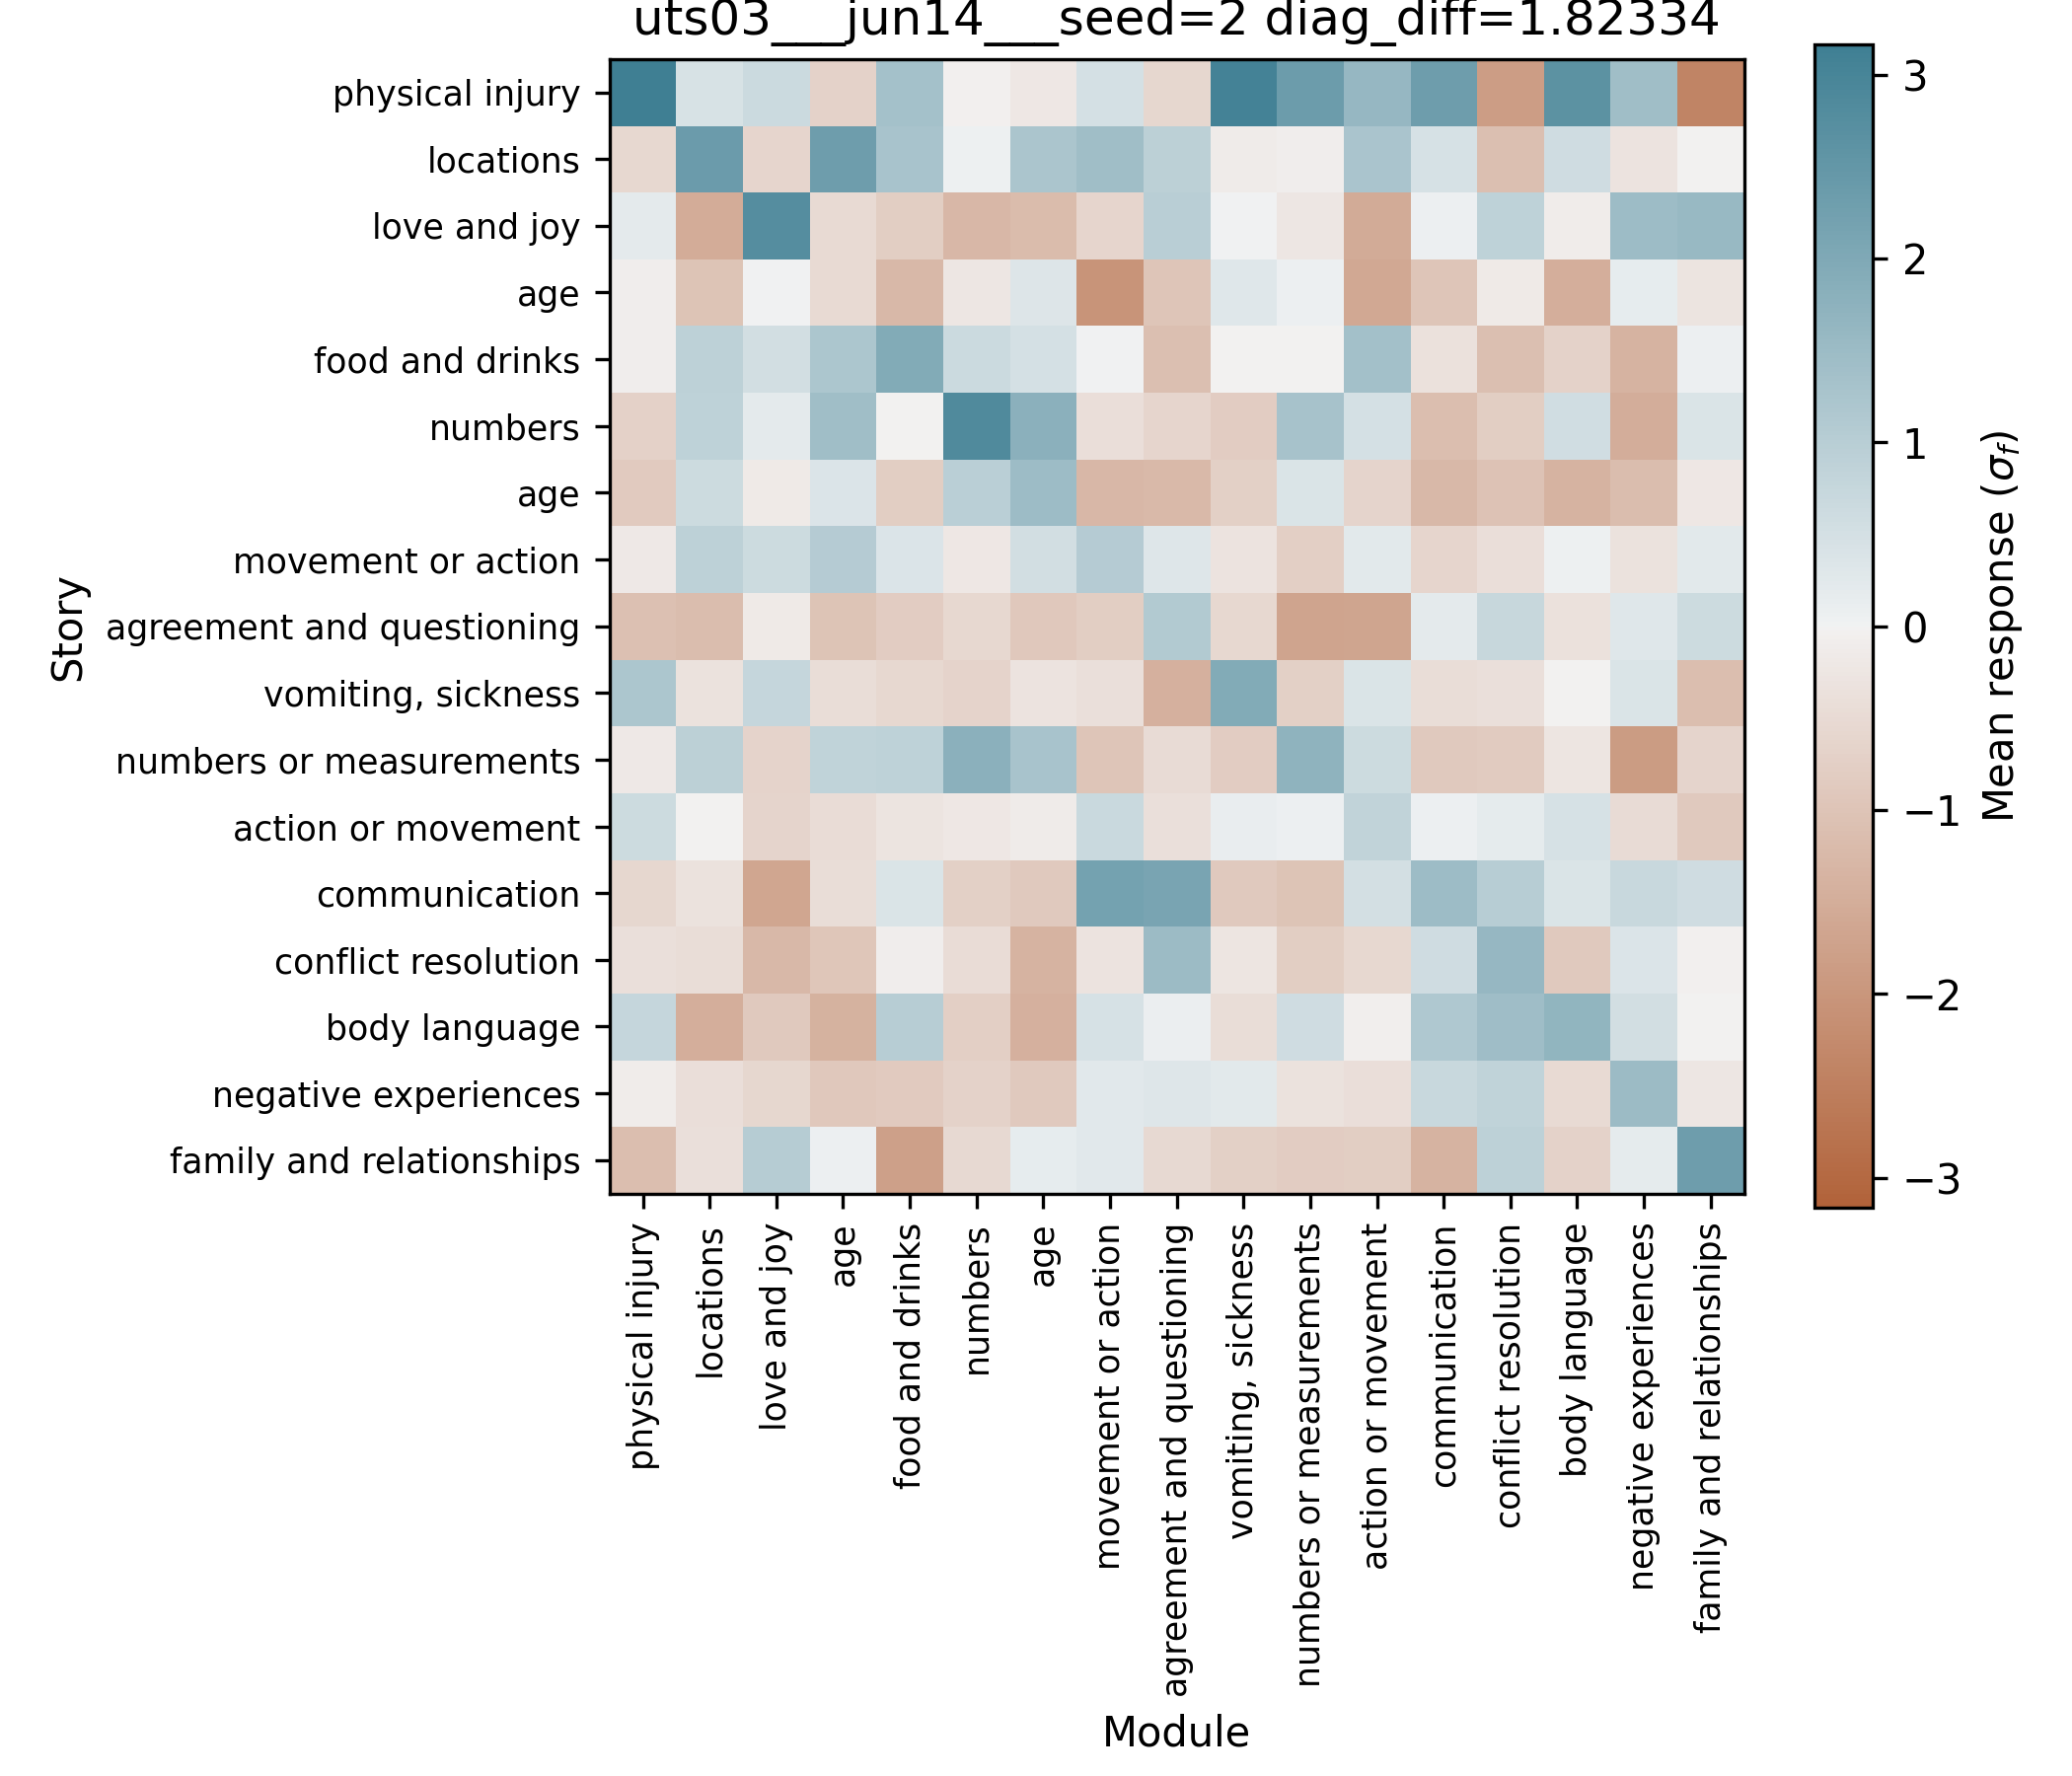 uts03___jun14___seed=2 diag_diff=1.82334
physical injury
locations
love and joy
age
food and drinks
numbers
age
movement or action
agreement and questioning
vomiting, sickness
numbers or measurements
action or movement
communication
conflict resolution
body language
negative experiences
family and relationships
Story
physical injury
locations
love and joy
age
food and drinks
numbers
age
movement or action
agreement and questioning
vomiting, sickness
numbers or measurements
action or movement
communication
conflict resolution
body language
negative experiences
family and relationships
Module
3
2
1
0
−1
−2
−3
Mean response (σf)